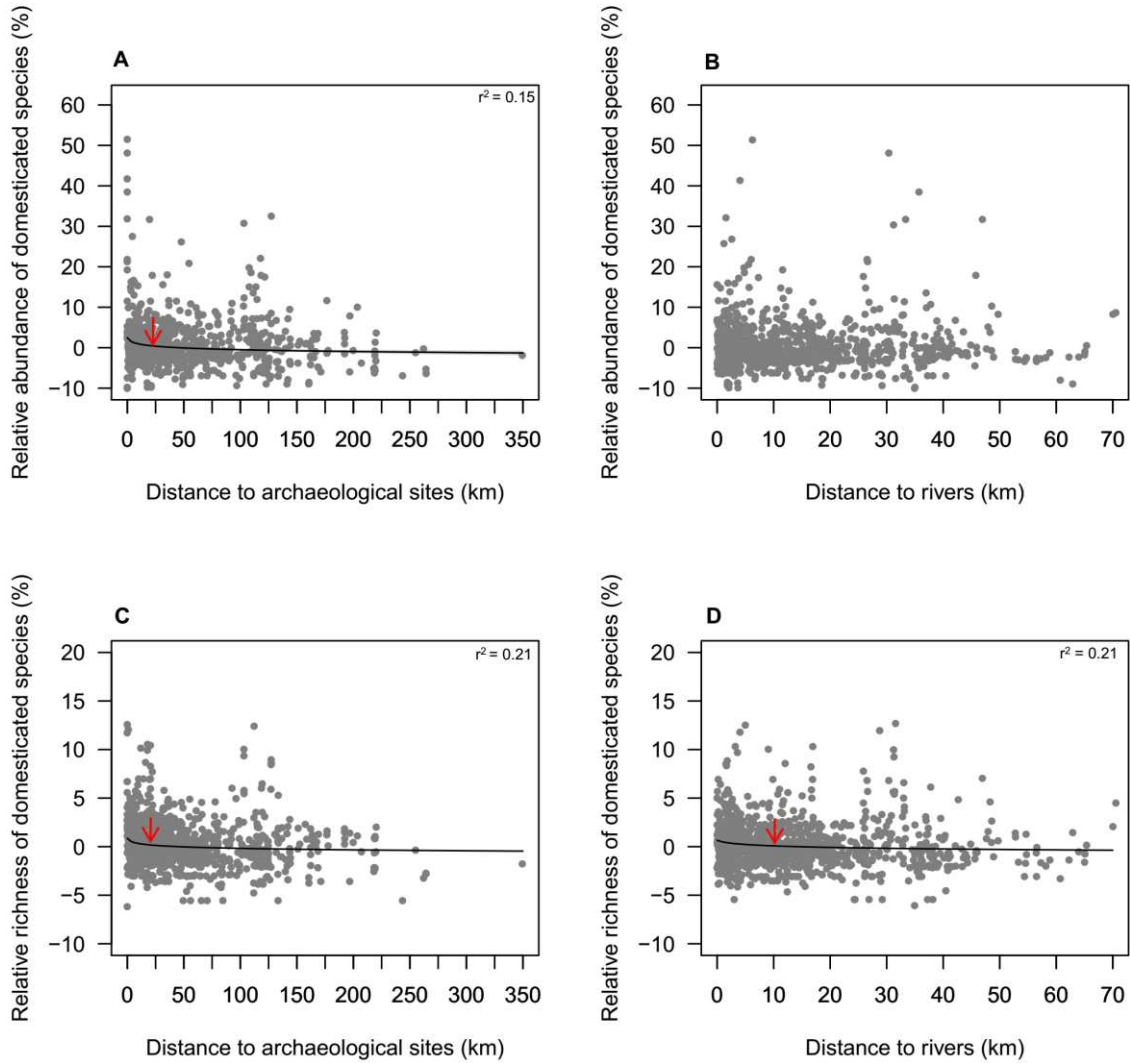 A
r² = 0.15
Relative abundance of domesticated species (%)
60
50
40
30
20
10
0
−10
0 50 100 150 200 250 300 350
Distance to archaeological sites (km)
B
Relative abundance of domesticated species (%)
60
50
40
30
20
10
0
−10
0 10 20 30 40 50 60 70
Distance to rivers (km)
C
r² = 0.21
Relative richness of domesticated species (%)
20
15
10
5
0
−5
−10
0 50 100 150 200 250 300 350
Distance to archaeological sites (km)
D
r² = 0.21
Relative richness of domesticated species (%)
20
15
10
5
0
−5
−10
0 10 20 30 40 50 60 70
Distance to rivers (km)